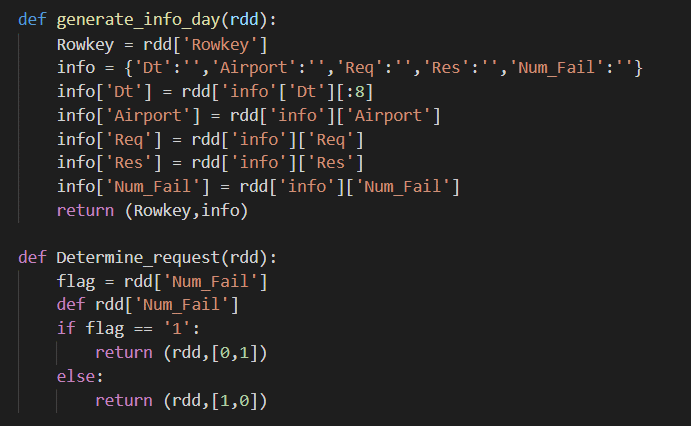 def generate_info_day(rdd):
    Rowkey = rdd['Rowkey']
    info = {'Dt':'','Airport':'','Req':'','Res':'','Num_Fail':''}
    info['Dt'] = rdd['info'['Dt'][:8]
    info['Airport'] = rdd['info']['Airport']
    info['Req'] = rdd['info']['Req']
    info['Res'] = rdd['info']['Res']
    info['Num_Fail'] = rdd['info']['Num_Fail']
    return (Rowkey,info)

def Determine_request(rdd):
    flag = rdd['Num_Fail']
    def rdd['Num_Fail']
    if flag == '1':
        return (rdd,[0,1])
    else:
        return (rdd,[1,0])